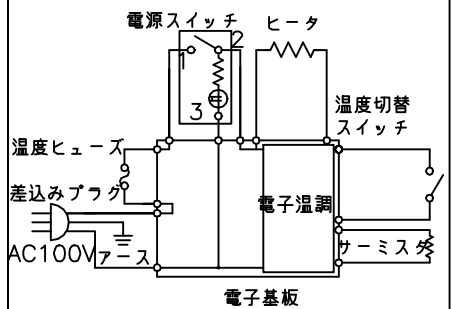 電源スイッチ
ヒータ
1
2
3
温度切替
スイッチ
温度ヒューズ
差込みプラグ
電子温調
AC100V
アース
サーミスタ
電子基板